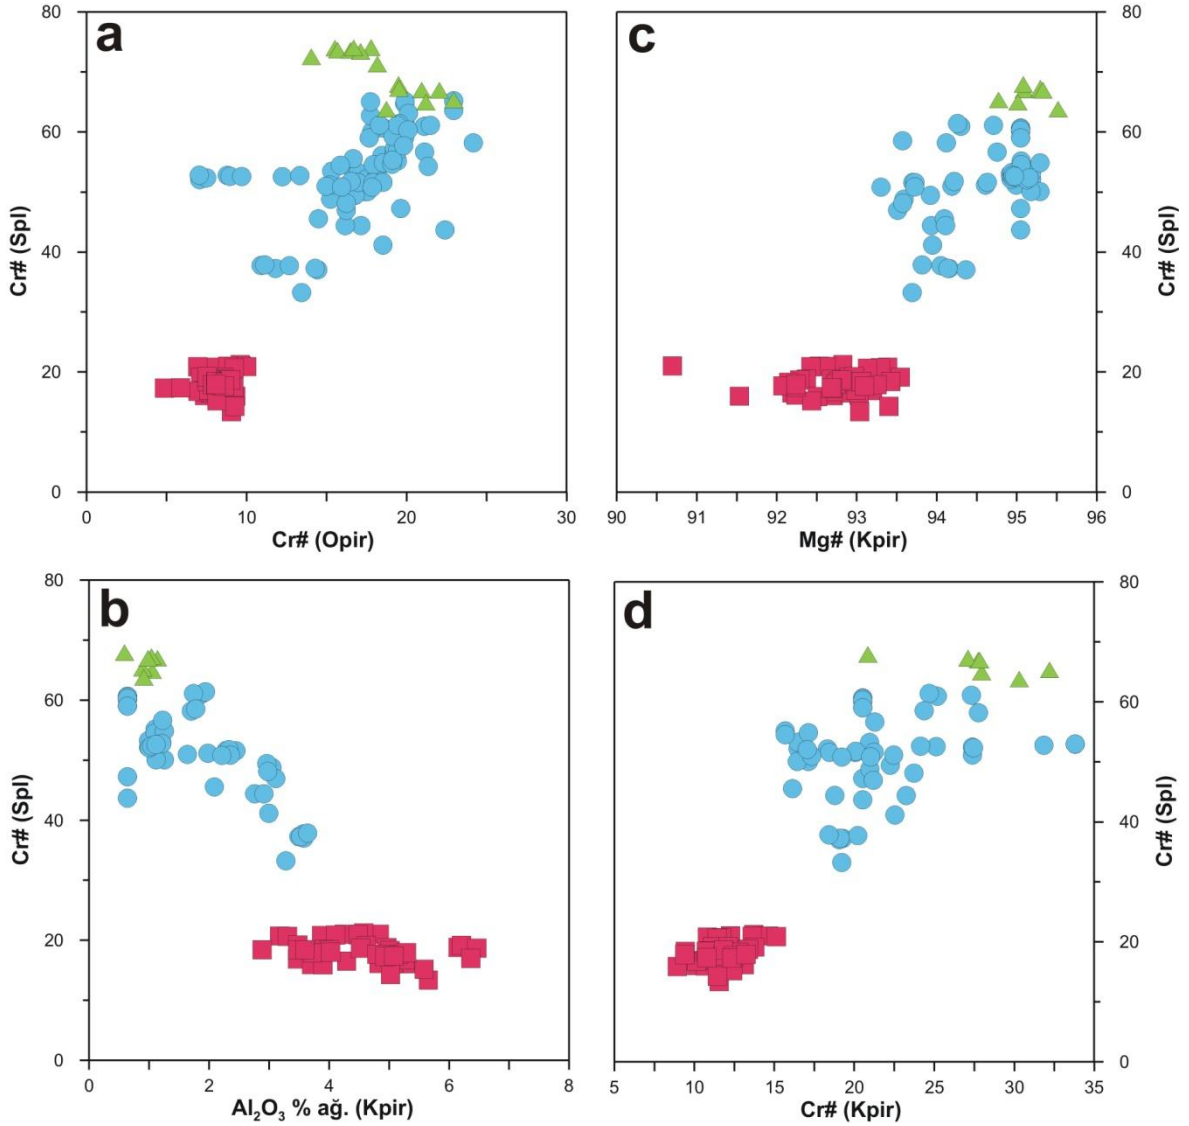 a
80
60
40
20
0
Cr# (Spl)
0 10 20 30
Cr# (Opir)
c
80
60
40
20
0
Cr# (Spl)
90 91 92 93 94 95 96
Mg# (Kpir)
b
80
60
40
20
0
Cr# (Spl)
0 2 4 6 8
Al₂O₃ % ağ. (Kpir)
d
80
60
40
20
0
Cr# (Spl)
5 10 15 20 25 30 35
Cr# (Kpir)